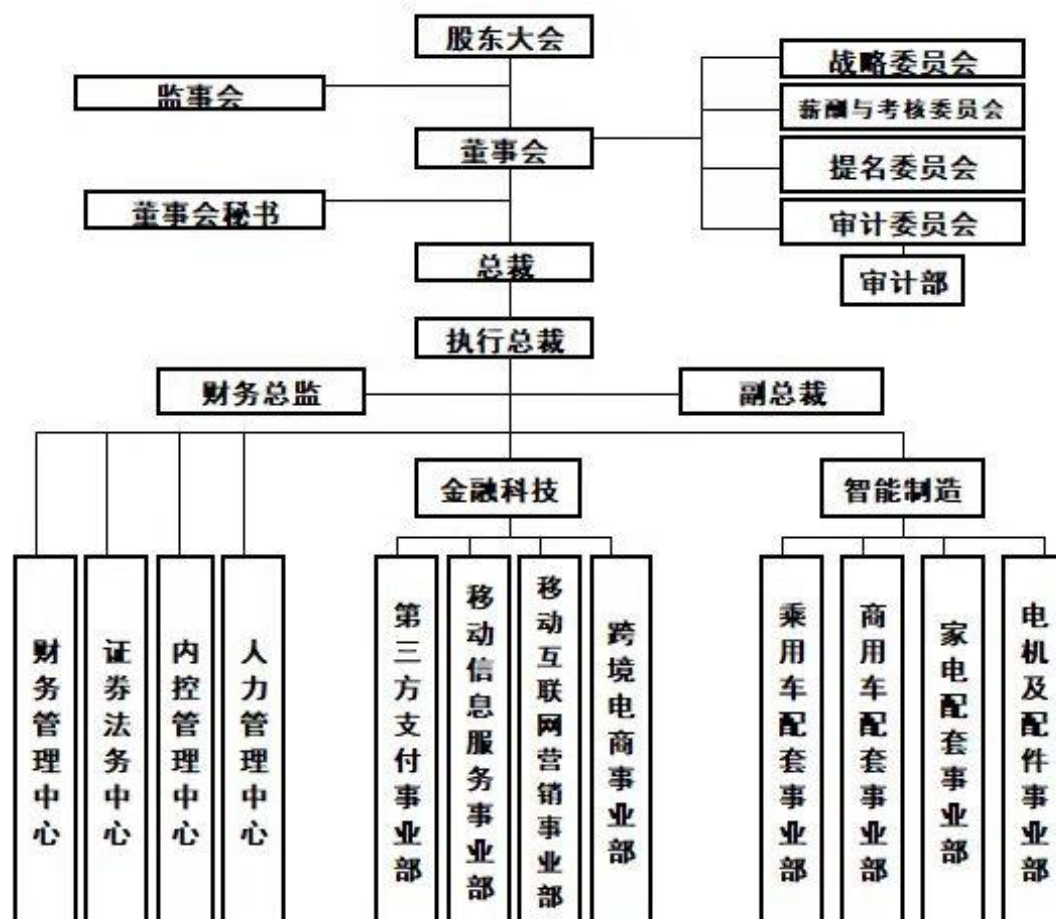 股东大会
战略委员会
监事会
薪酬与考核委员会
董事会
提名委员会
董事会秘书
审计委员会
总裁
审计部
执行总裁
财务总监
副总裁
金融科技
智能制造
财务管理中心
证券法务中心
内控管理中心
人力管理中心
第三方支付事业部
移动信息服务事业部
移动互联网营销事业部
跨境电商事业部
乘用车配套事业部
商用车配套事业部
家电配套事业部
电机及配件事业部